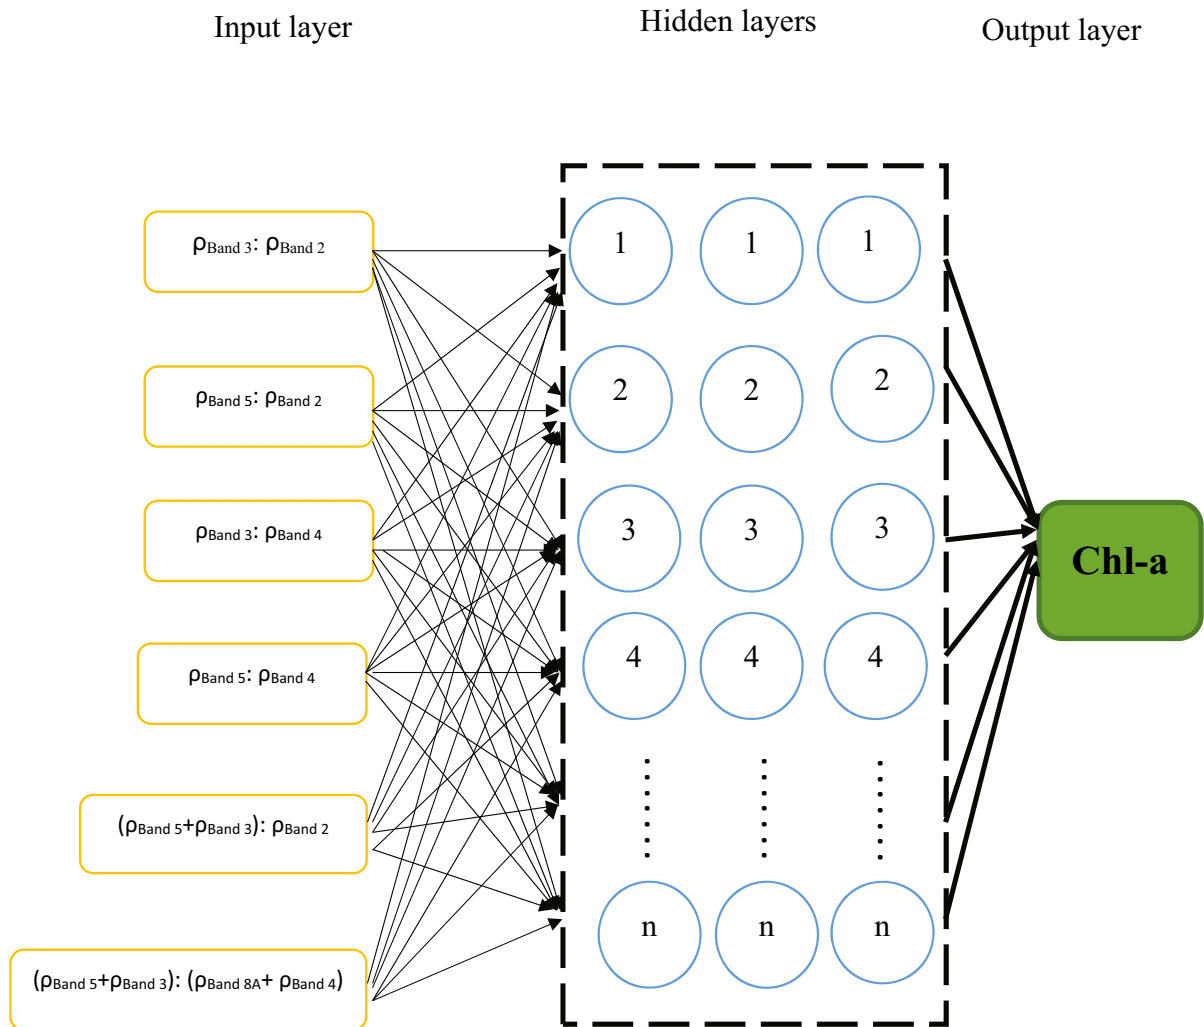 Input layer
Hidden layers
Output layer
ρBand 3: ρBand 2
1 1 1
ρBand 5: ρBand 2
2 2 2
ρBand 3: ρBand 4
3 3 3
Chl-a
ρBand 5: ρBand 4
4 4 4
(ρBand 5+ρBand 3): ρBand 2
n n n
(ρBand 5+ρBand 3): (ρBand 8A+ ρBand 4)